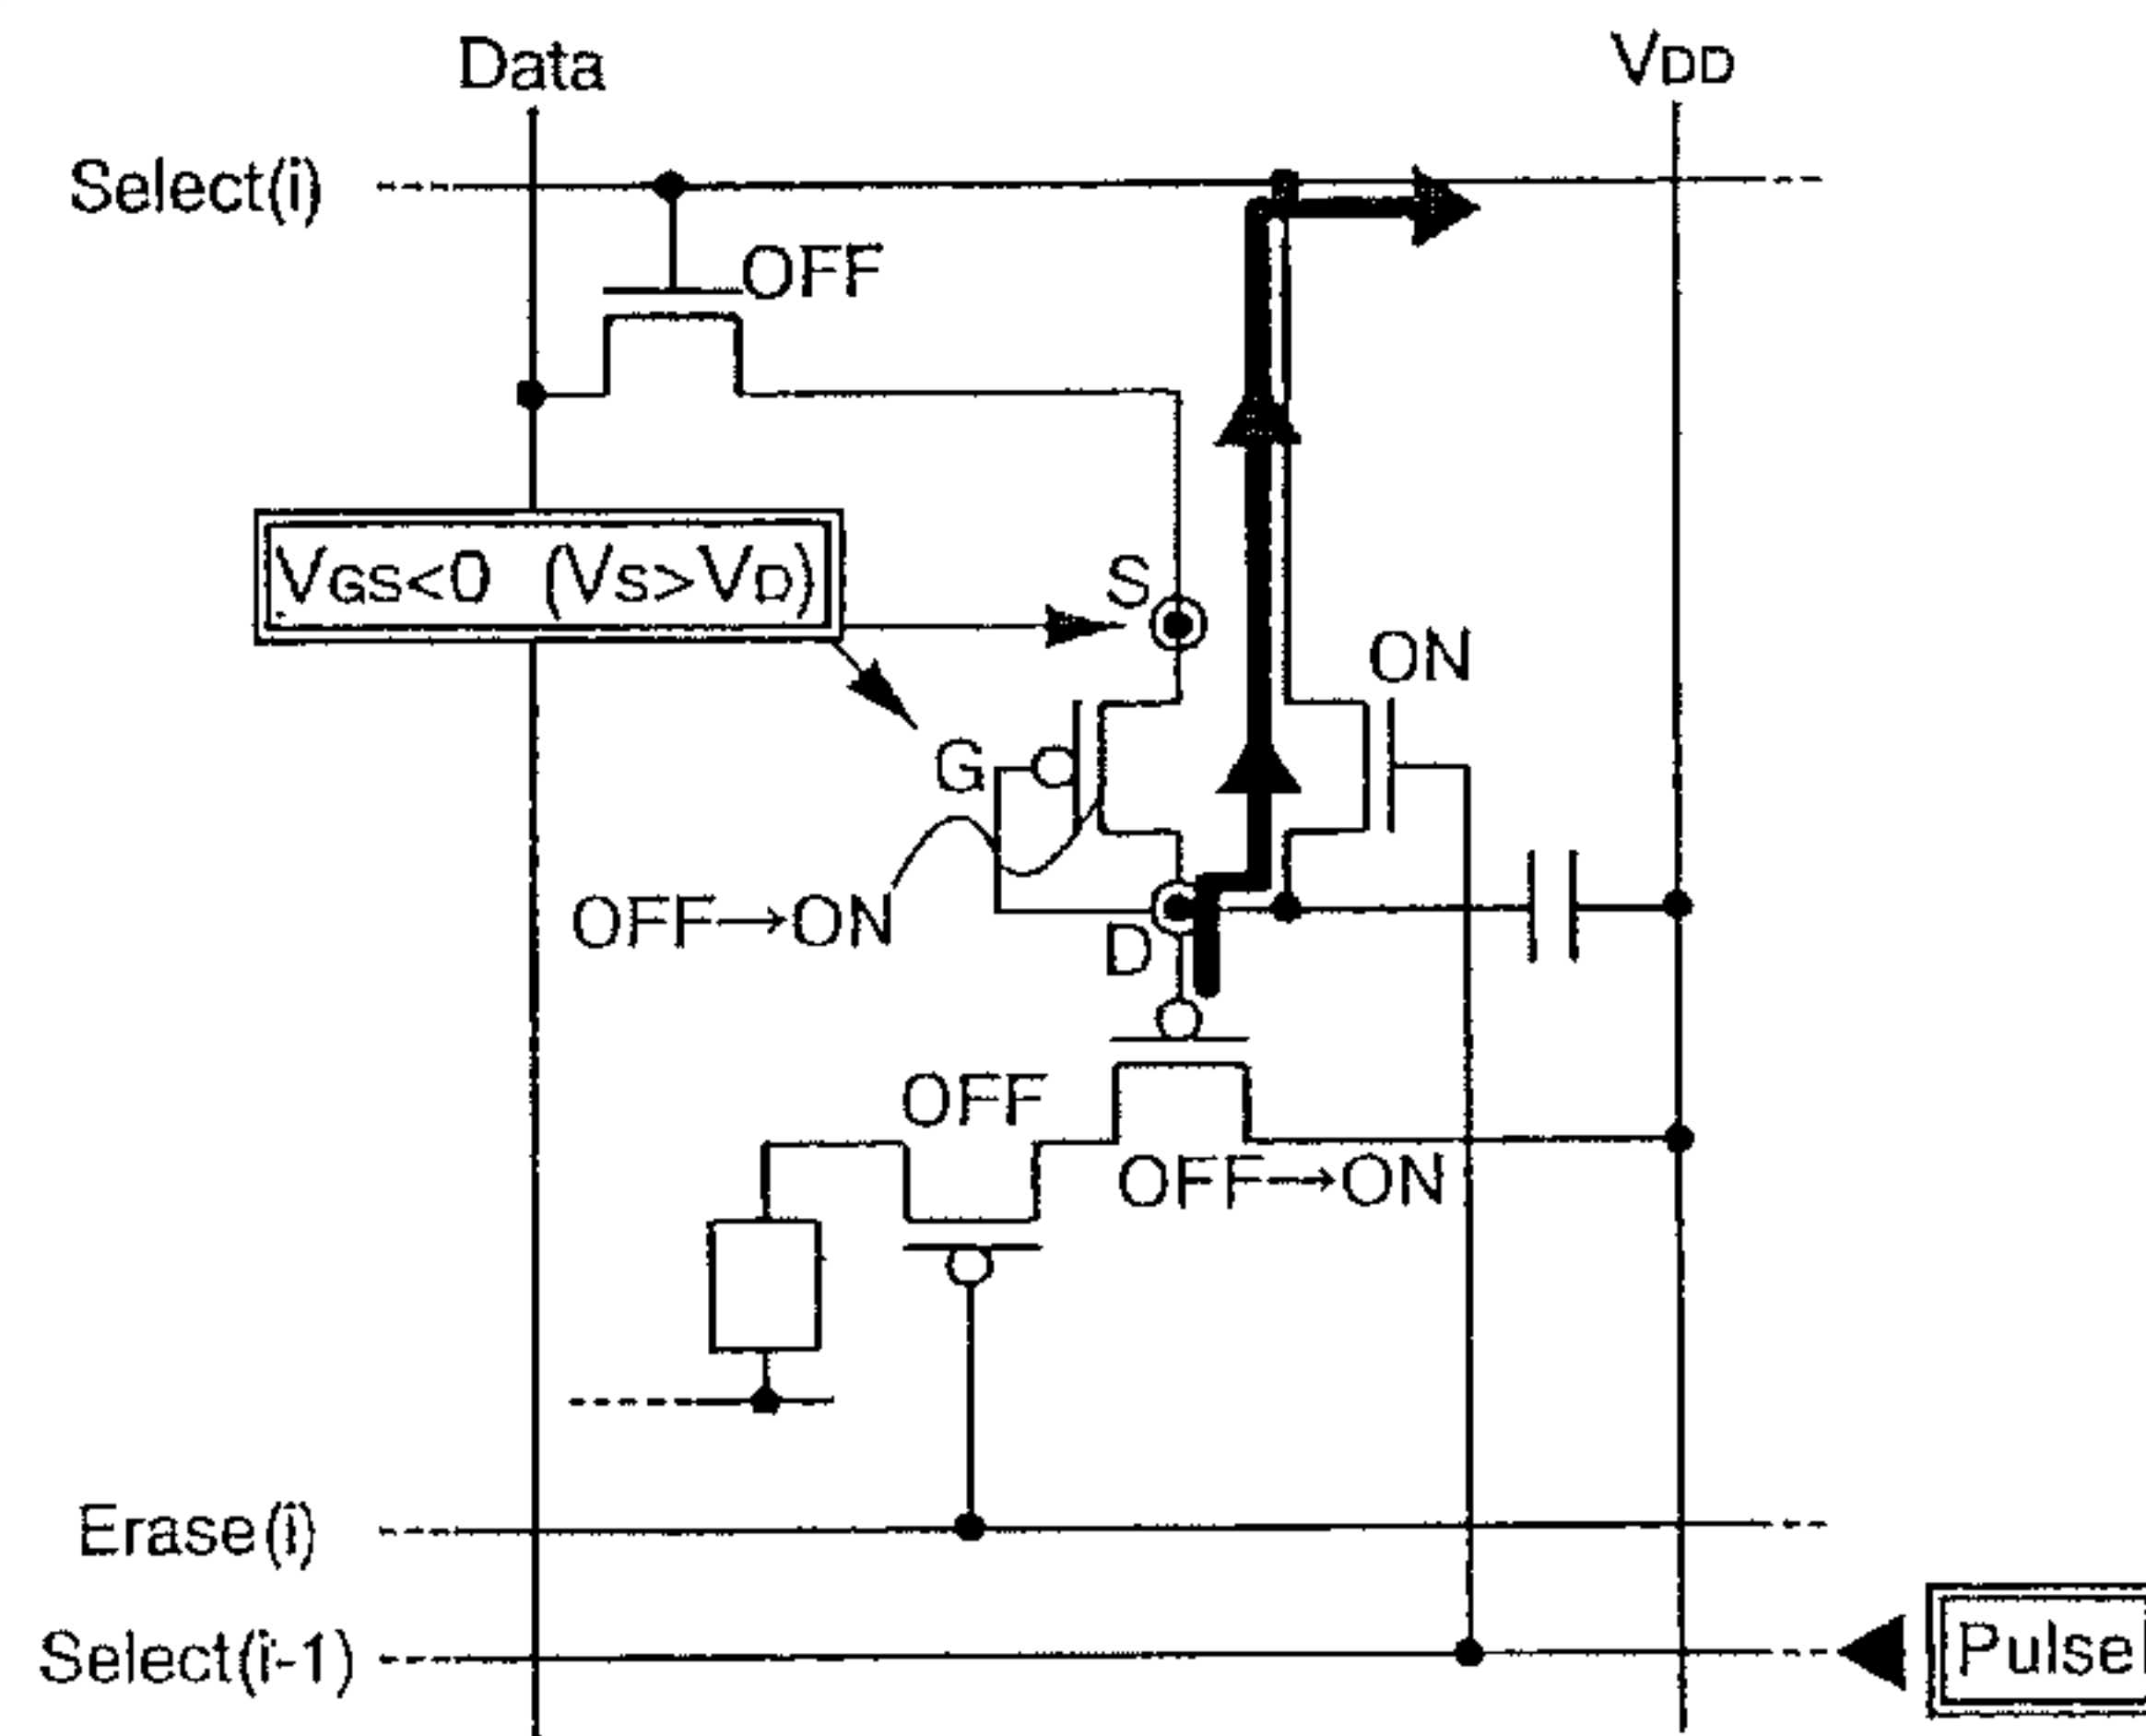 Data
VDD
Select(i)
OFF
VGS<0 (VS>VD)
S
ON
G
OFF→ON
D
OFF
OFF→ON
Erase(i)
Select(i-1)
Pulse